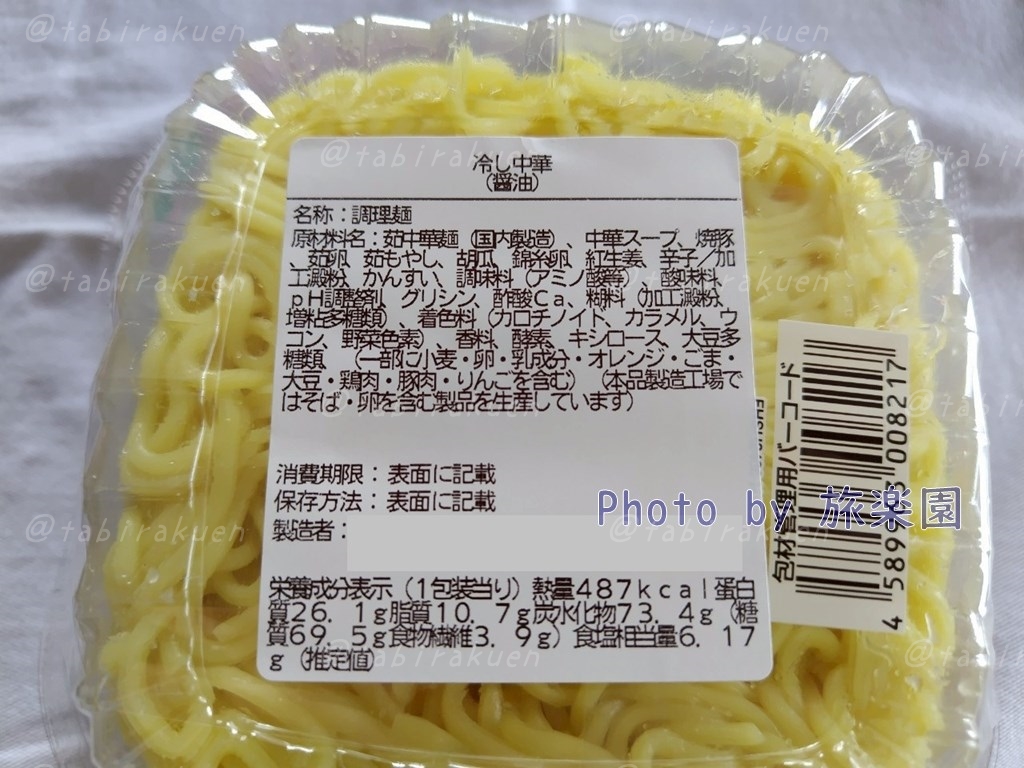 @tabirakuen
@tabirakuen
冷し中華
(醤油)
@tabirakuen
名称：調理麺
原材料名：茹中華麺（国内製造）、中華スープ、焼豚
、茹卵、茹もやし、胡瓜、錦糸卵、紅生姜、辛子／加
工澱粉、かんすい、調味料（アミノ酸等）、酸味料、
ｐＨ調整剤、グリシン、酢酸Ｃａ、糊料（加工澱粉、
増粘多糖類）、着色料（カロチノイド、カラメル、ウ
コン、野菜色素）、香料、酵素、キシロース、大豆多
糖類、（一部に小麦・卵・乳成分・オレンジ・ごま・
大豆・鶏肉・豚肉・りんごを含む）（本品製造工場で
はそば・卵を含む製品を生産しています）
消費期限：表面に記載
保存方法：表面に記載
製造者：
Photo by 旅楽園
栄養成分表示（1包装当り）熱量487kcal蛋白
質26．1g脂質10．7g炭水化物73．4g（糖
質69．5g食物繊維3．9g）食塩相当量6．17
g（推定値）
@tabirakuen
包材管理用バーコード